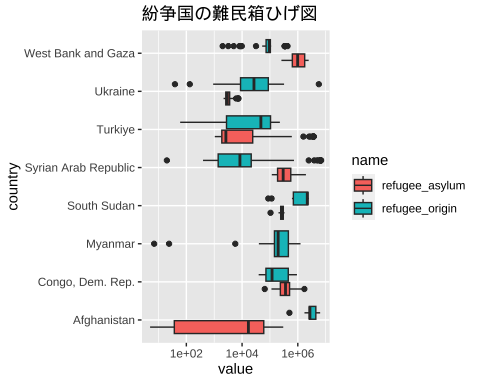 紛争国の難民箱ひげ図
West Bank and Gaza
Ukraine
Turkiye
Syrian Arab Republic
South Sudan
Myanmar
Congo, Dem. Rep.
Afghanistan
country
1e+02 1e+04 1e+06
value
name
refugee_asylum
refugee_origin